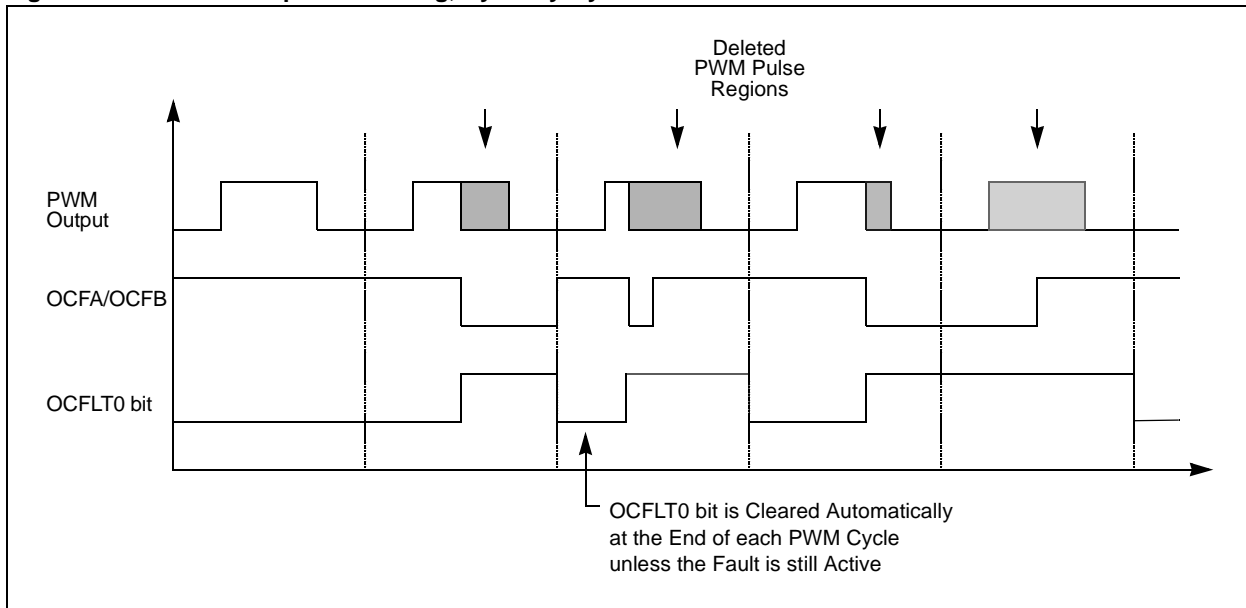 Deleted
PWM Pulse
Regions
PWM
Output
OCFA/OCFB
OCFLT0 bit
OCFLT0 bit is Cleared Automatically
at the End of each PWM Cycle
unless the Fault is still Active